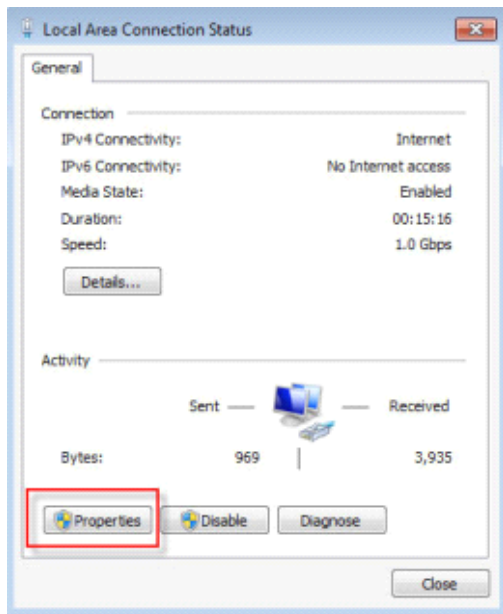 Local Area Connection Status
General
Connection
IPv4 Connectivity: Internet
IPv6 Connectivity: No Internet access
Media State: Enabled
Duration: 00:15:16
Speed: 1.0 Gbps
Details...
Activity
Sent Received
Bytes: 969 3,935
Properties Disable Diagnose
Close